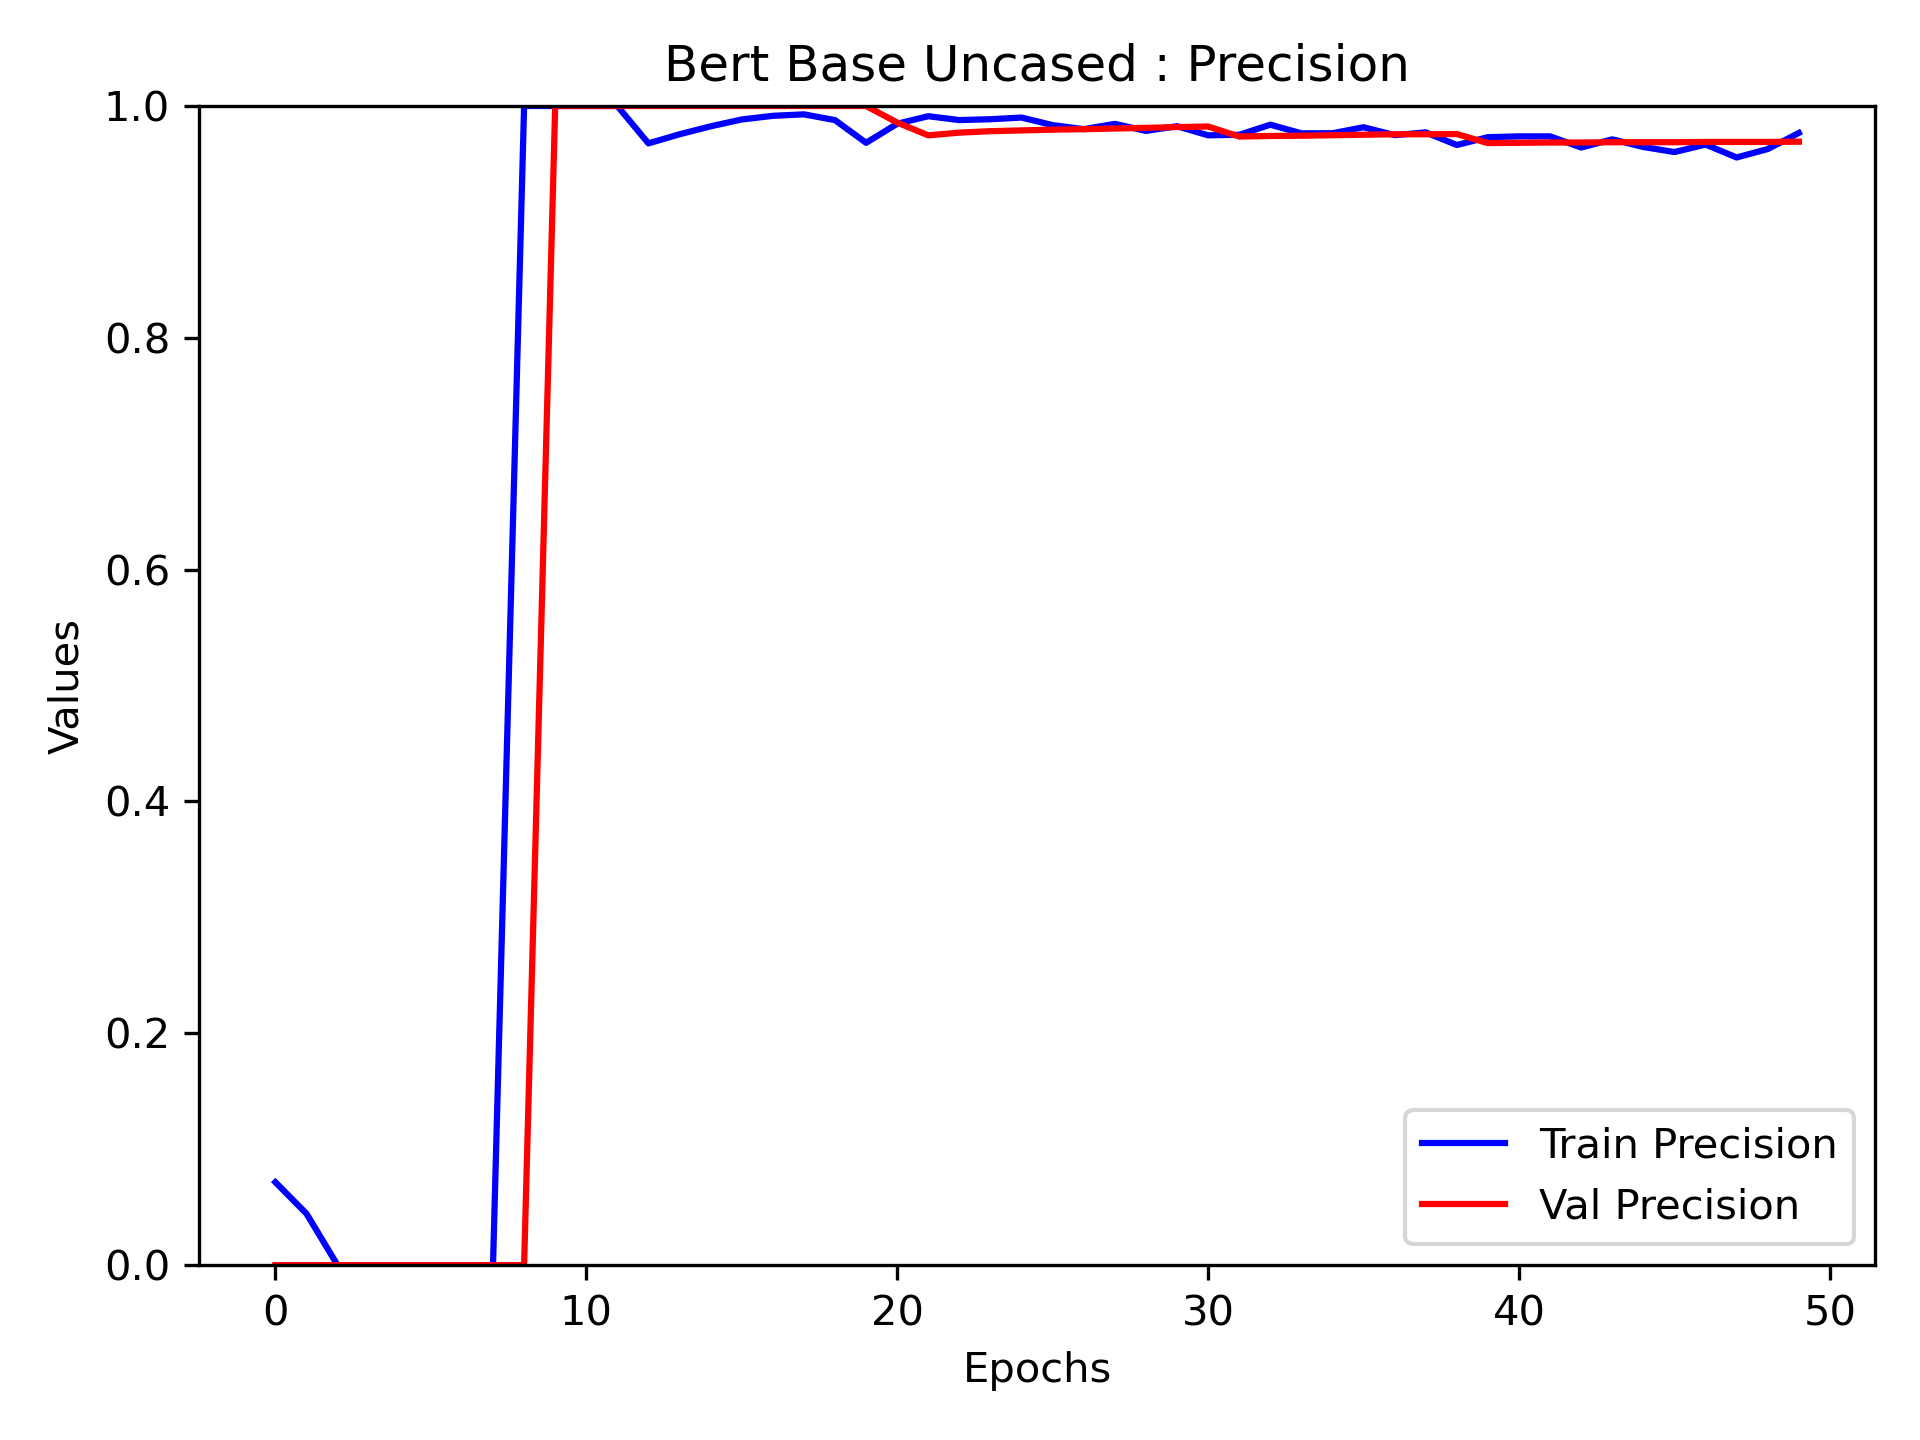 Bert Base Uncased : Precision
1.0
0.8
0.6
0.4
0.2
0.0
Values
0 10 20 30 40 50
Epochs
Train Precision
Val Precision